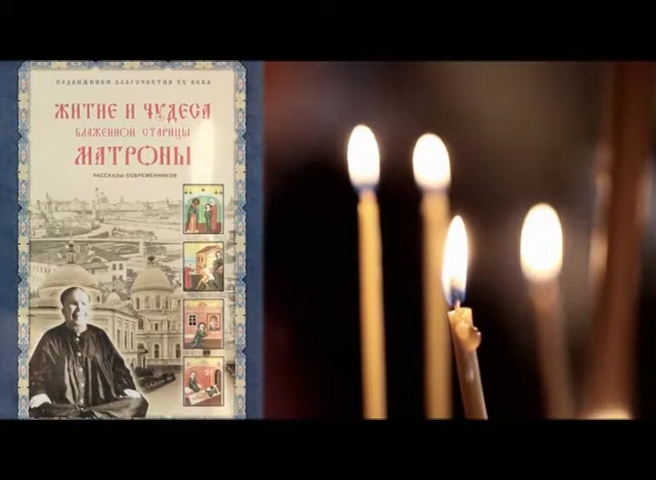 ПОДВИЖНИКИ БЛАГОЧЕСТИЯ XX ВЕКА
ЖИТИЕ И ЧУДЕСА
БЛАЖЕННОЙ СТАРИЦЫ
МАТРОНЫ
РАССКАЗЫ СОВРЕМЕННИКОВ